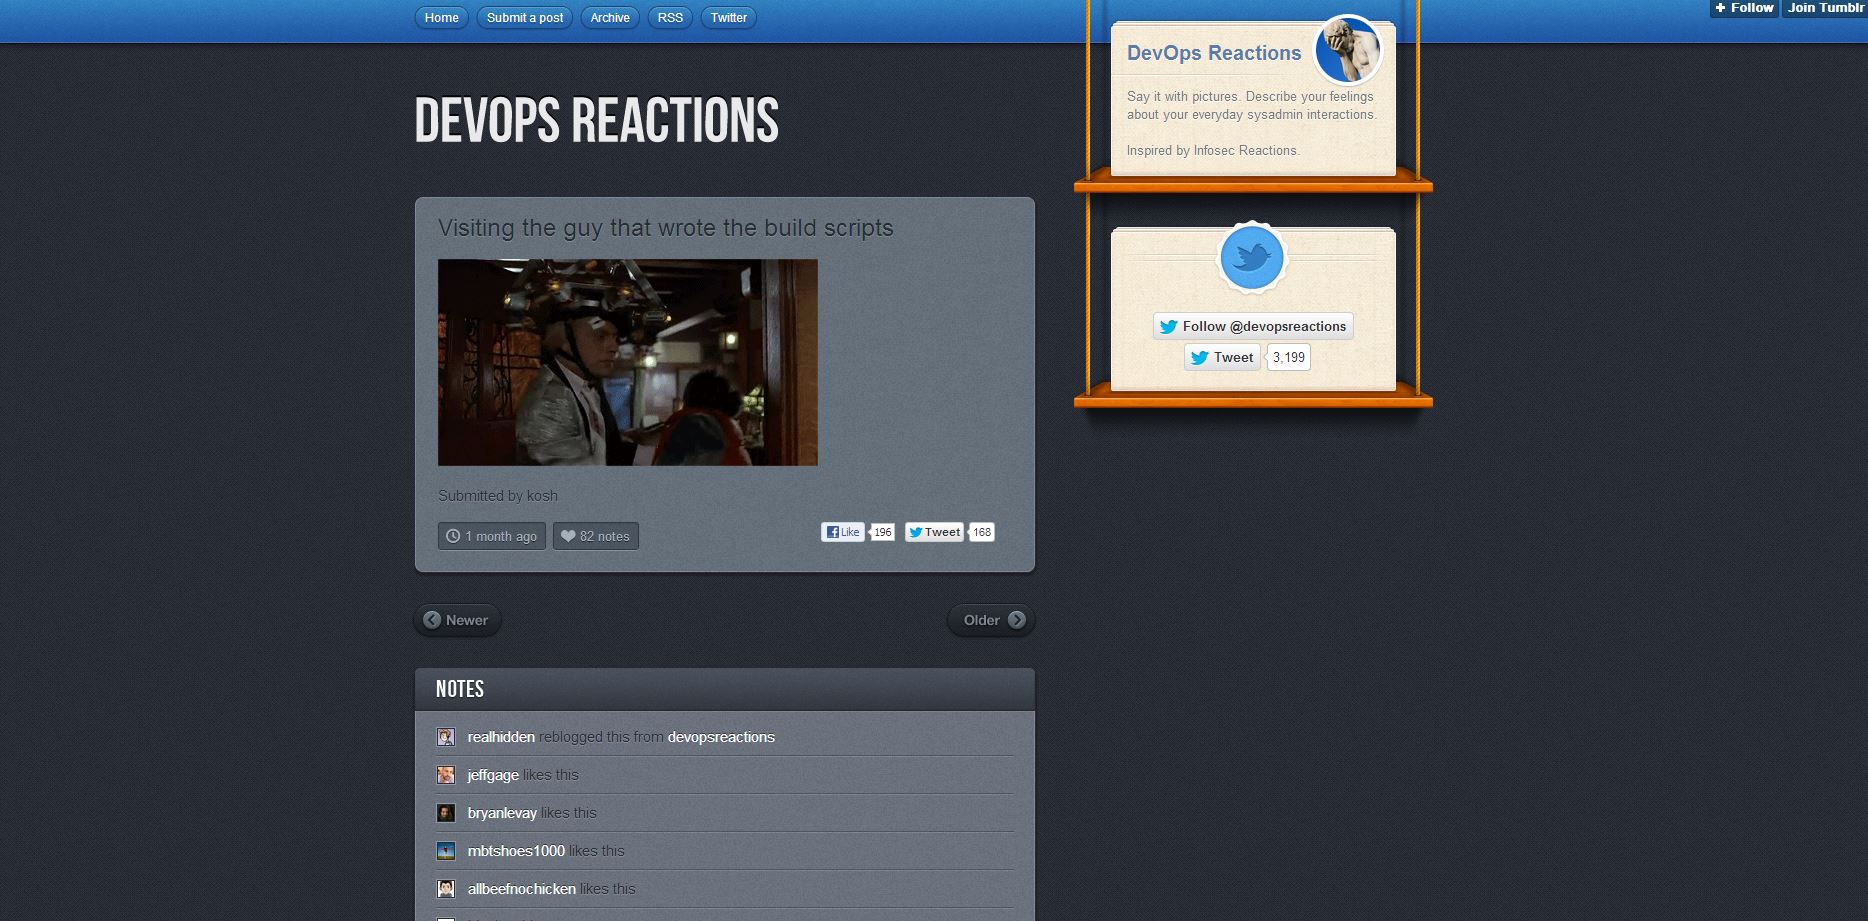 Home
Submit a post
Archive
RSS
Twitter
+ Follow
Join Tumblr
DEVOPS REACTIONS
DevOps Reactions
Say it with pictures. Describe your feelings
about your everyday sysadmin interactions.
Inspired by Infosec Reactions.
Follow @devopsreactions
Tweet
3,199
Visiting the guy that wrote the build scripts
Submitted by kosh
1 month ago
82 notes
Like
196
Tweet
168
Newer
Older
NOTES
realhidden reblogged this from devopsreactions
jeffgage likes this
bryanlevay likes this
mbtshoes1000 likes this
allbeefnochicken likes this